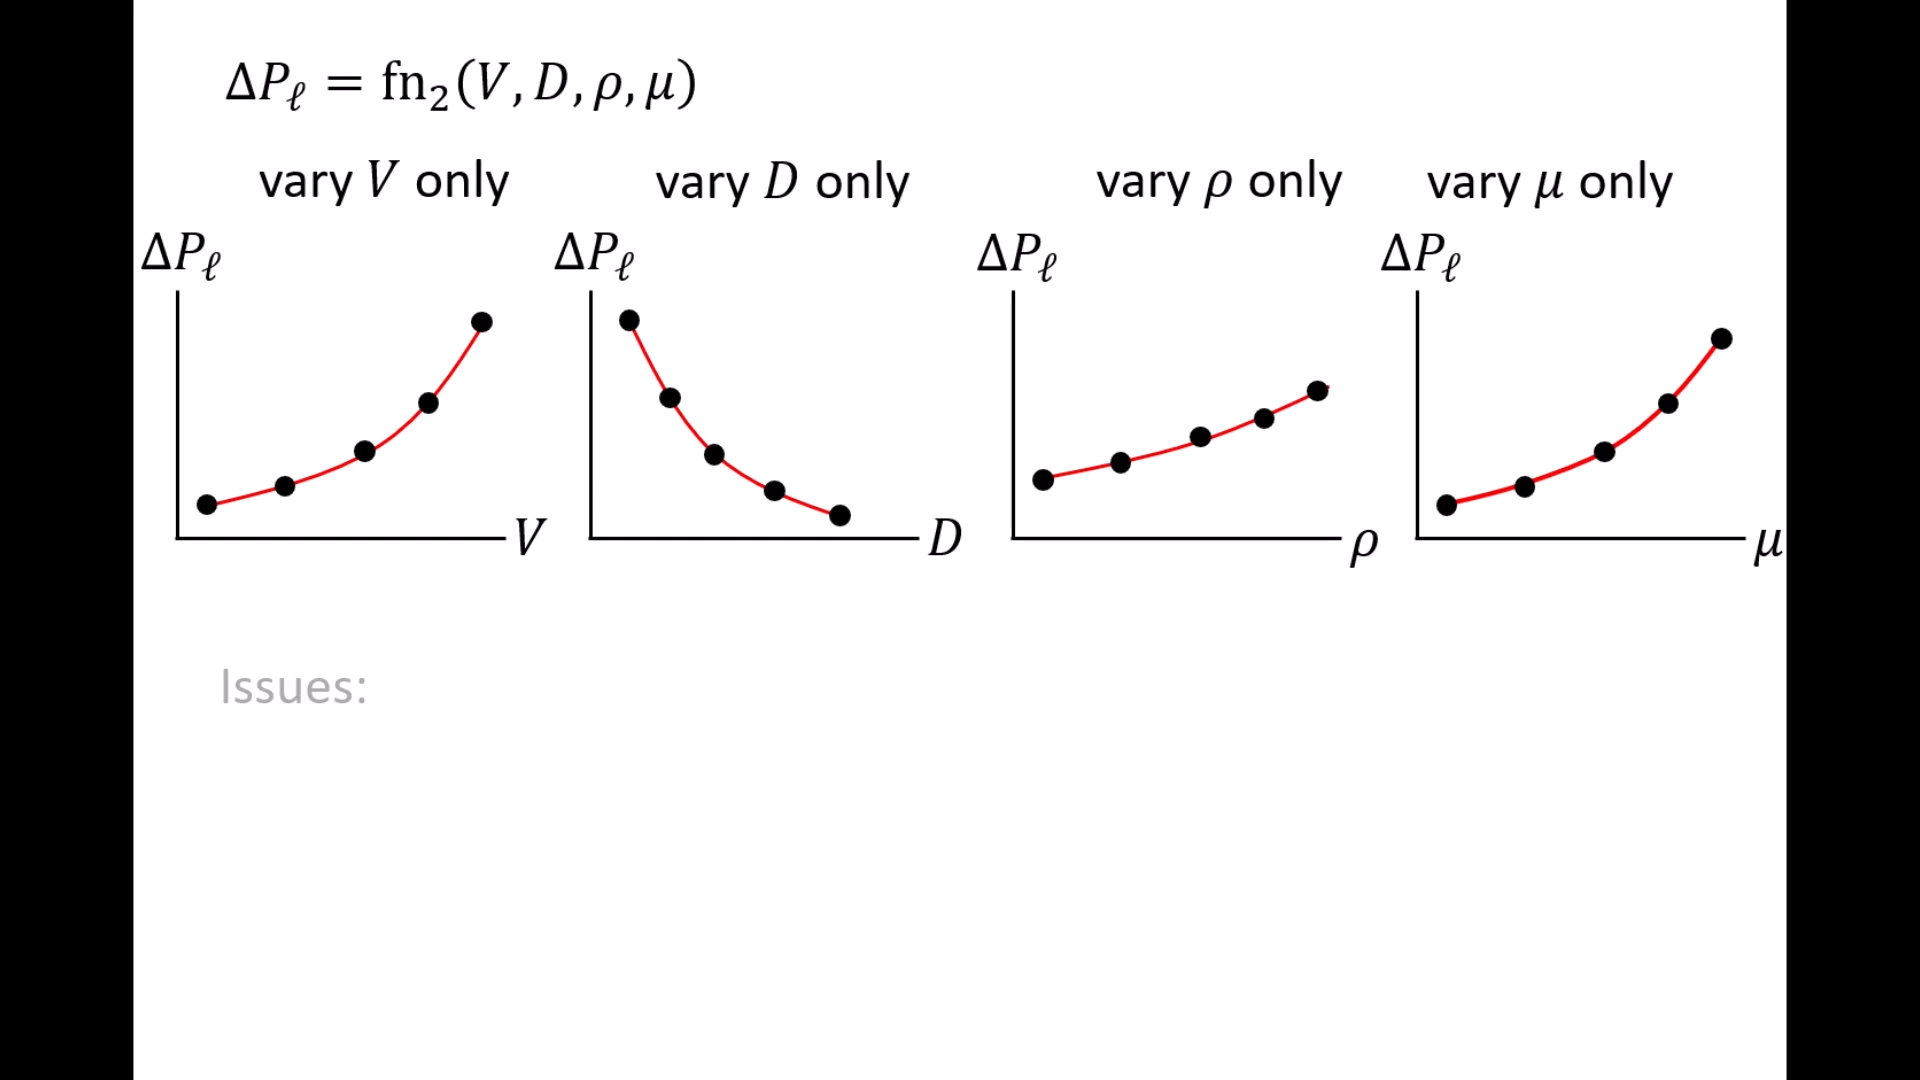 ΔPℓ = fn₂(V, D, ρ, μ)
vary V only vary D only vary ρ only vary μ only
ΔPℓ ΔPℓ ΔPℓ ΔPℓ
V D ρ μ
Issues: